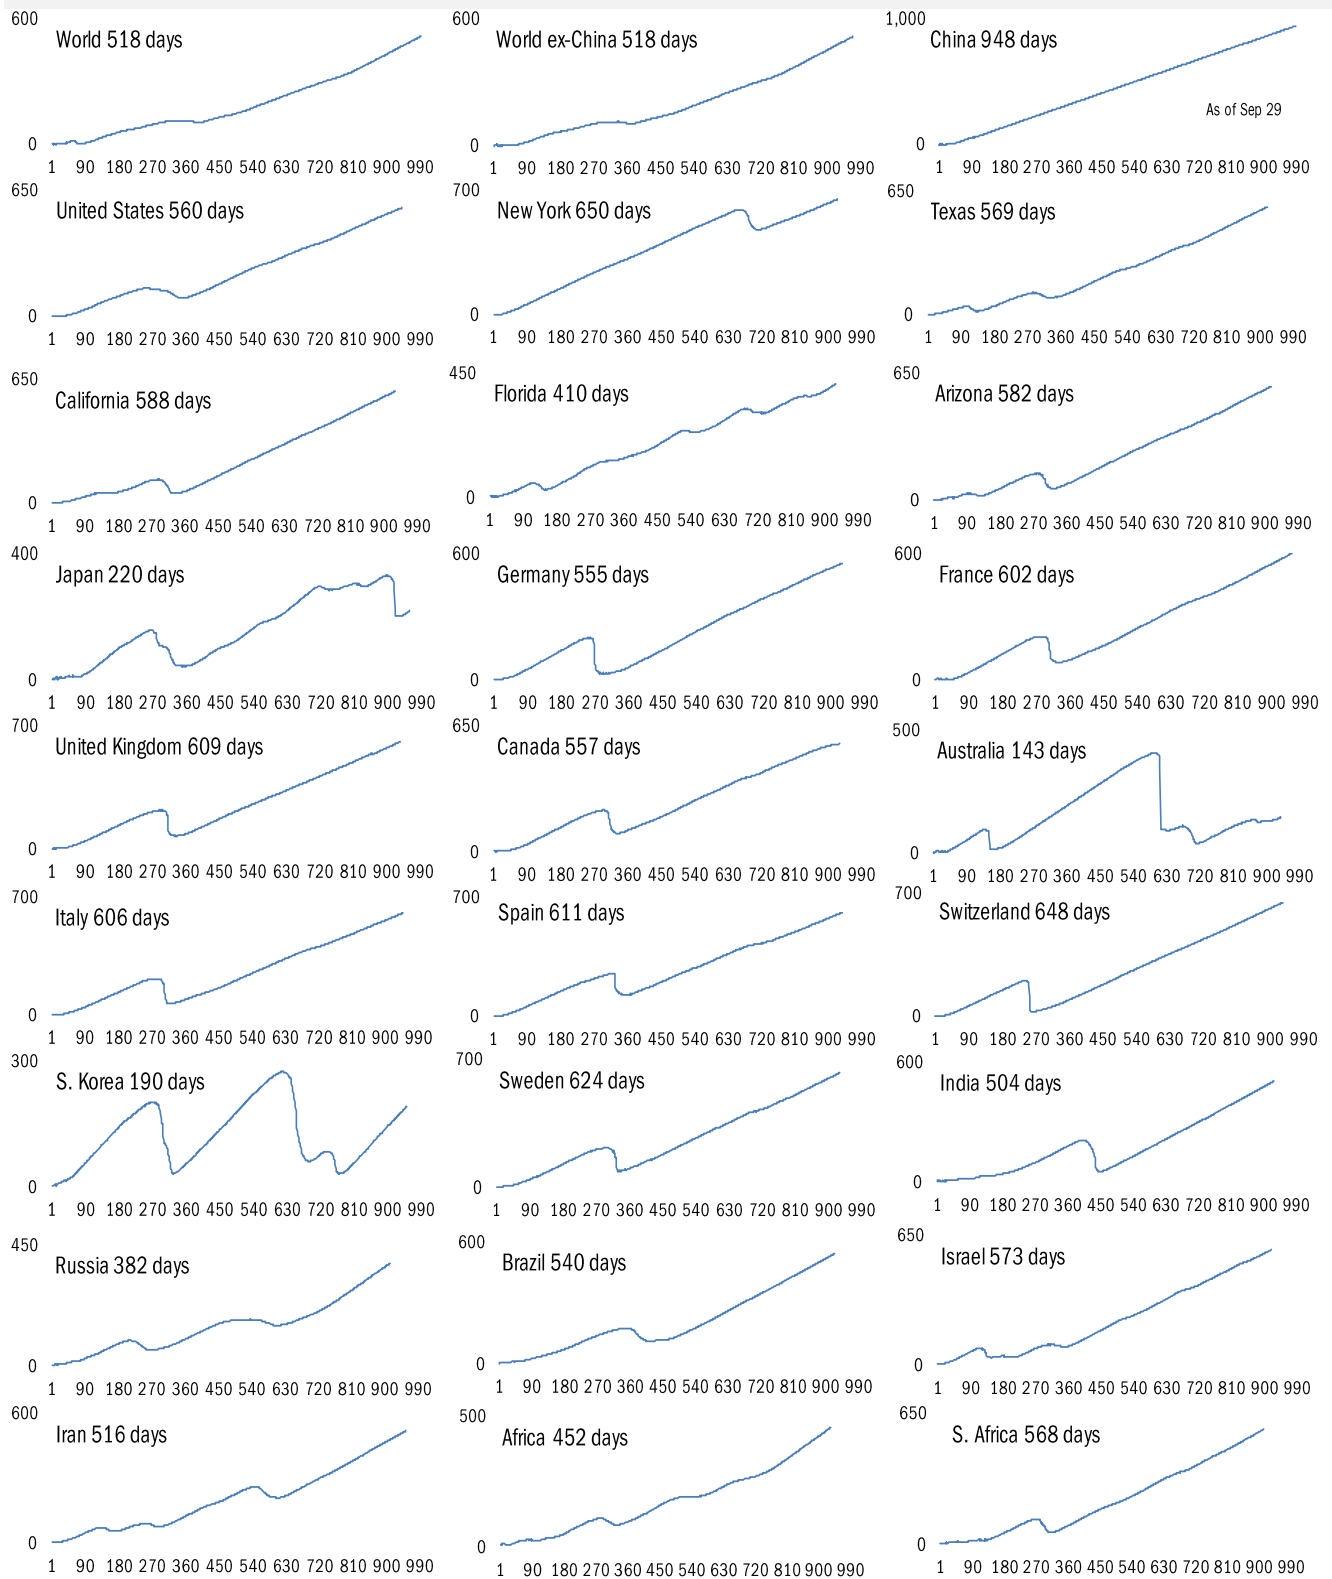 600 600 1,000
World 518 days World ex-China 518 days China 948 days
As of Sep 29
0 0 0
1 90 180 270 360 450 540 630 720 810 900 990 1 90 180 270 360 450 540 630 720 810 900 990 1 90 180 270 360 450 540 630 720 810 900 990
650 700 650
United States 560 days New York 650 days Texas 569 days
0 0 0
1 90 180 270 360 450 540 630 720 810 900 990 1 90 180 270 360 450 540 630 720 810 900 990 1 90 180 270 360 450 540 630 720 810 900 990
650 450 650
California 588 days Florida 410 days Arizona 582 days
0 0 0
1 90 180 270 360 450 540 630 720 810 900 990 1 90 180 270 360 450 540 630 720 810 900 990 1 90 180 270 360 450 540 630 720 810 900 990
400 600 600
Japan 220 days Germany 555 days France 602 days
0 0 0
1 90 180 270 360 450 540 630 720 810 900 990 1 90 180 270 360 450 540 630 720 810 900 990 1 90 180 270 360 450 540 630 720 810 900 990
700 650 500
United Kingdom 609 days Canada 557 days Australia 143 days
0 0 0
1 90 180 270 360 450 540 630 720 810 900 990 1 90 180 270 360 450 540 630 720 810 900 990 1 90 180 270 360 450 540 630 720 810 900 990
700 700 700
Italy 606 days Spain 611 days Switzerland 648 days
0 0 0
1 90 180 270 360 450 540 630 720 810 900 990 1 90 180 270 360 450 540 630 720 810 900 990 1 90 180 270 360 450 540 630 720 810 900 990
300 700 600
S. Korea 190 days Sweden 624 days India 504 days
0 0 0
1 90 180 270 360 450 540 630 720 810 900 990 1 90 180 270 360 450 540 630 720 810 900 990 1 90 180 270 360 450 540 630 720 810 900 990
450 600 650
Russia 382 days Brazil 540 days Israel 573 days
0 0 0
1 90 180 270 360 450 540 630 720 810 900 990 1 90 180 270 360 450 540 630 720 810 900 990 1 90 180 270 360 450 540 630 720 810 900 990
600 500 650
Iran 516 days Africa 452 days S. Africa 568 days
0 0 0
1 90 180 270 360 450 540 630 720 810 900 990 1 90 180 270 360 450 540 630 720 810 900 990 1 90 180 270 360 450 540 630 720 810 900 990